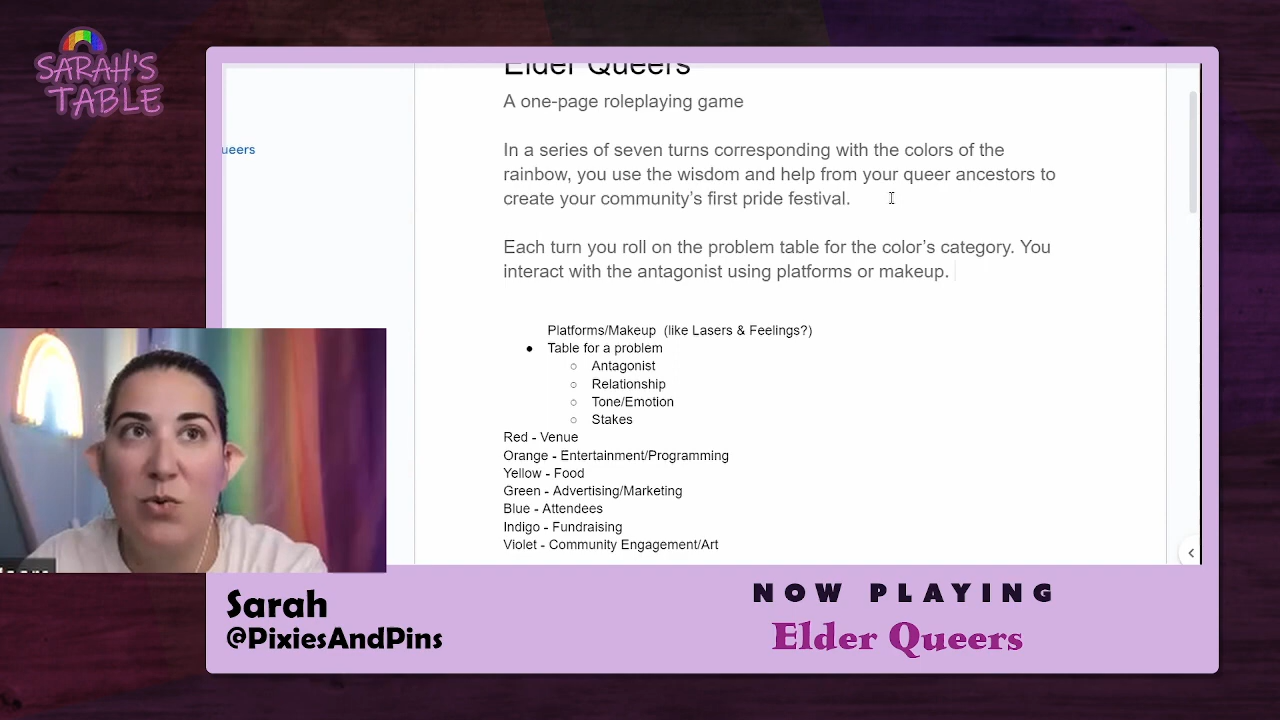 SARAH'S
TABLE
Elder Queers
A one-page roleplaying game
ueers
In a series of seven turns corresponding with the colors of the
rainbow, you use the wisdom and help from your queer ancestors to
create your community's first pride festival.
Each turn you roll on the problem table for the color's category. You
interact with the antagonist using platforms or makeup.
Platforms/Makeup (like Lasers & Feelings?)
● Table for a problem
○ Antagonist
○ Relationship
○ Tone/Emotion
○ Stakes
Red - Venue
Orange - Entertainment/Programming
Yellow - Food
Green - Advertising/Marketing
Blue - Attendees
Indigo - Fundraising
Violet - Community Engagement/Art
Sarah
@PixiesAndPins
NOW PLAYING
Elder Queers